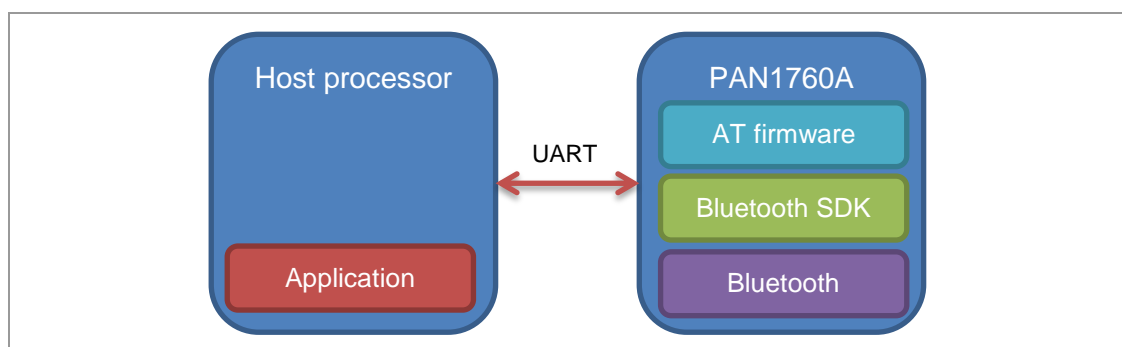 Host processor
PAN1760A
AT firmware
UART
Bluetooth SDK
Application
Bluetooth